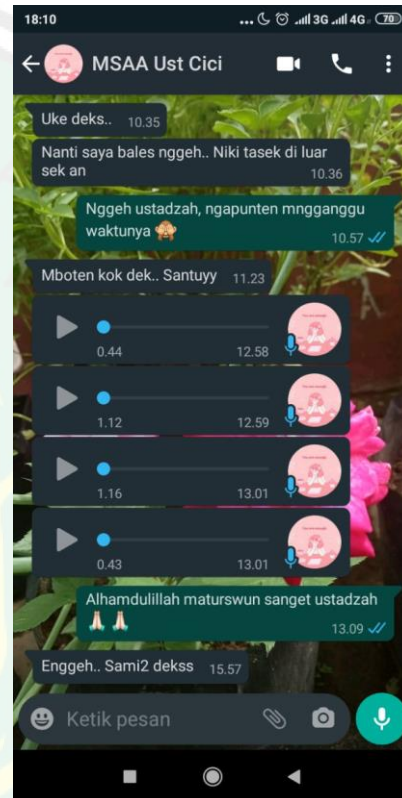 18:10 ... 3G 4G 70
MSAA Ust Cici
Uke deks.. 10.35
Nanti saya bales nggeh.. Niki tasek di luar
sek an 10.36
Nggeh ustadzah, ngapunten mngganggu
waktunya 🙈 10.57
Mboten kok dek.. Santuyy 11.23
0.44 12.58
1.12 12.59
1.16 13.01
0.43 13.01
Alhamdulillah maturswun sanget ustadzah
🙏🏻 🙏🏻 13.09
Enggeh.. Sami2 dekss 15.57
Ketik pesan